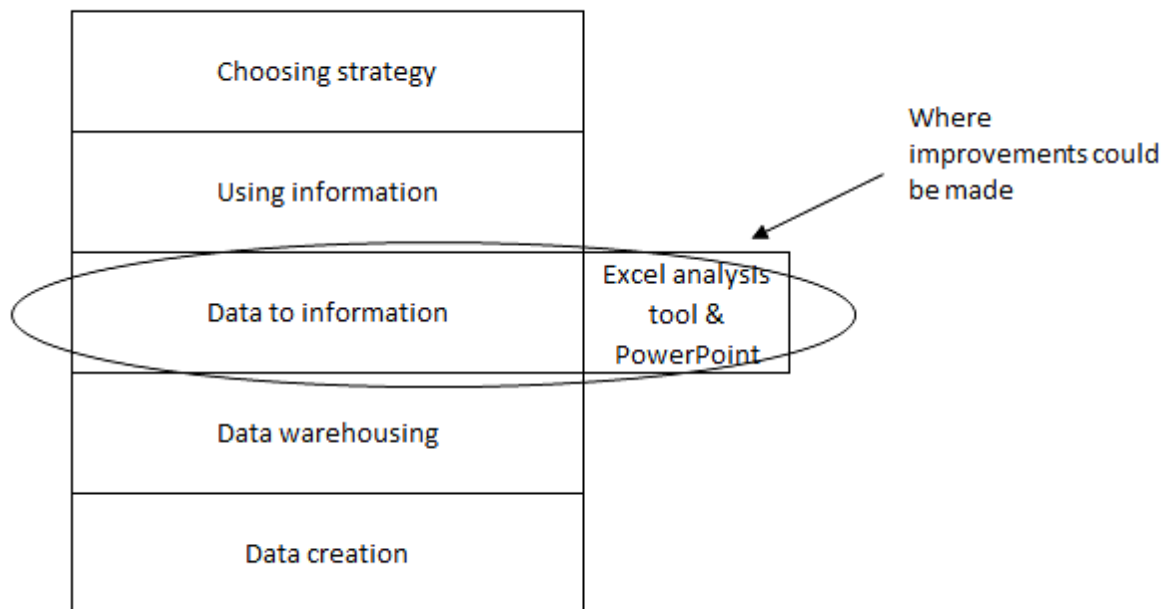 Choosing strategy
Where
improvements could
be made
Using information
Data to information
Excel analysis
tool &
PowerPoint
Data warehousing
Data creation